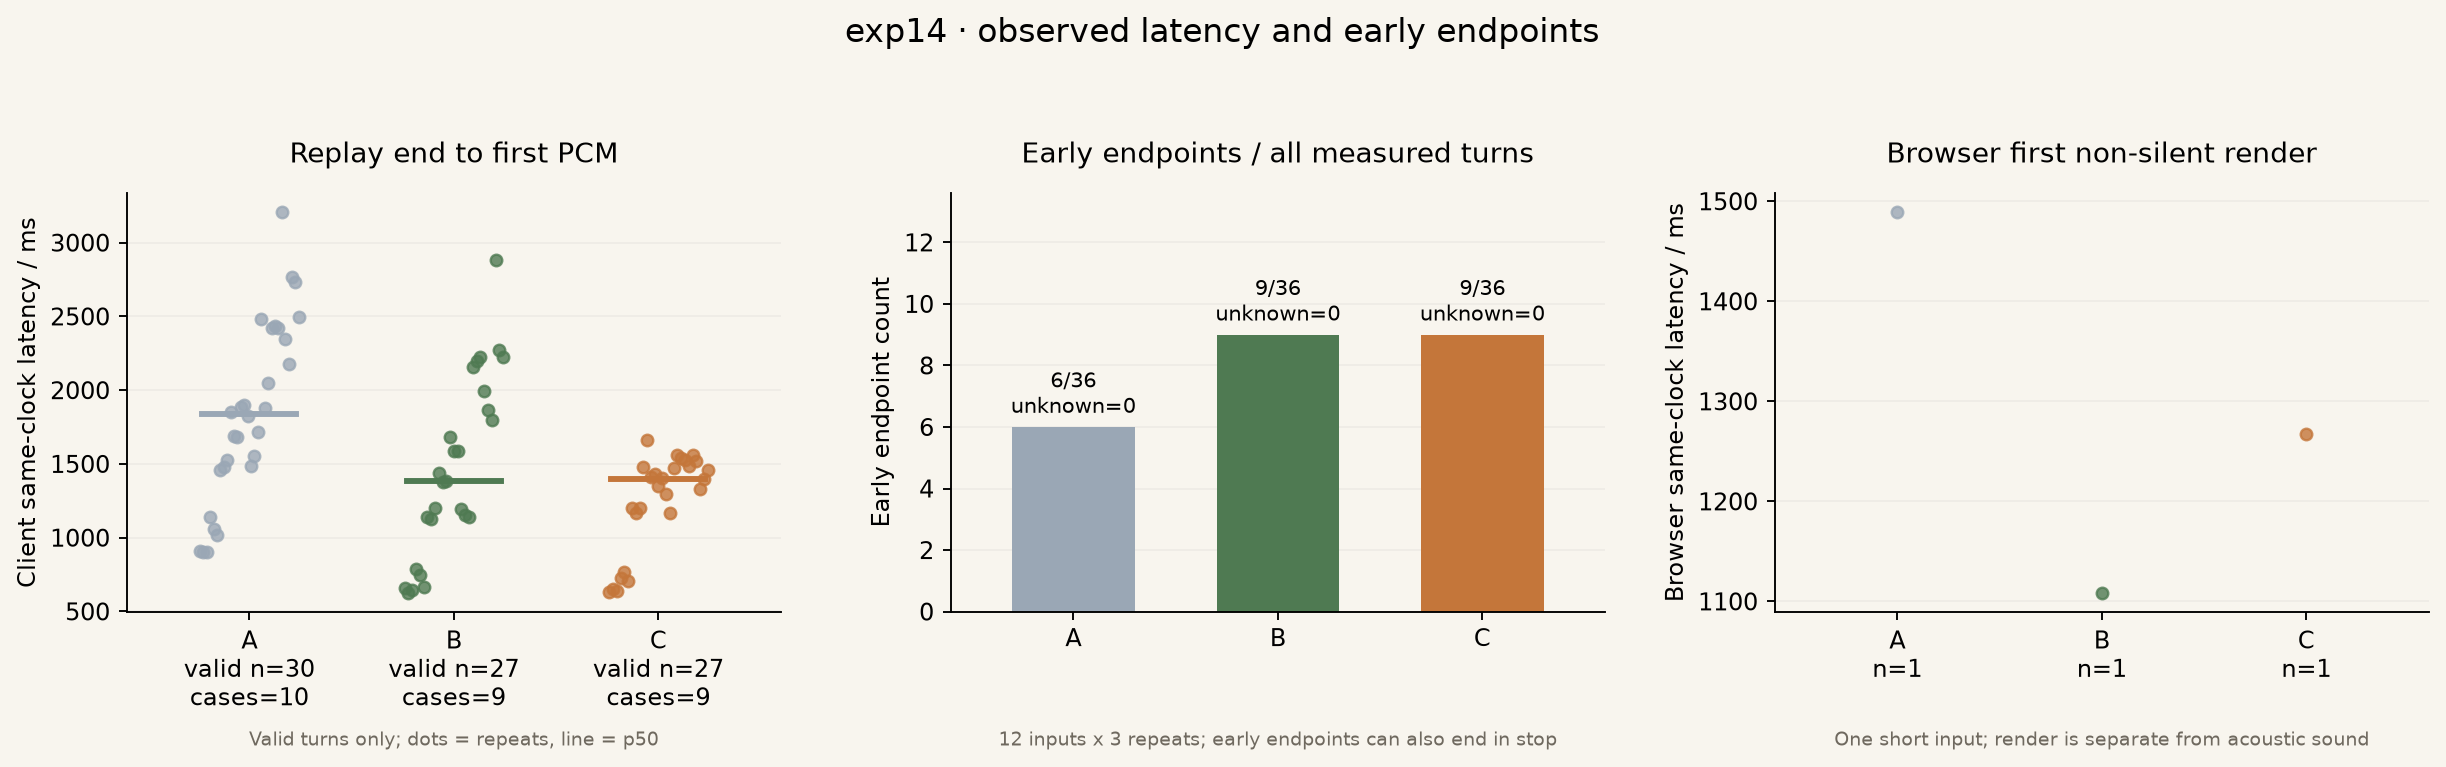 exp14 · observed latency and early endpoints
Replay end to first PCM
Client same-clock latency / ms
3000
2500
2000
1500
1000
500
A
valid n=30
cases=10
B
valid n=27
cases=9
C
valid n=27
cases=9
Valid turns only; dots = repeats, line = p50
Early endpoints / all measured turns
Early endpoint count
12
10
8
6
4
2
0
6/36
unknown=0
9/36
unknown=0
9/36
unknown=0
A
B
C
12 inputs x 3 repeats; early endpoints can also end in stop
Browser first non-silent render
Browser same-clock latency / ms
1500
1400
1300
1200
1100
A
n=1
B
n=1
C
n=1
One short input; render is separate from acoustic sound